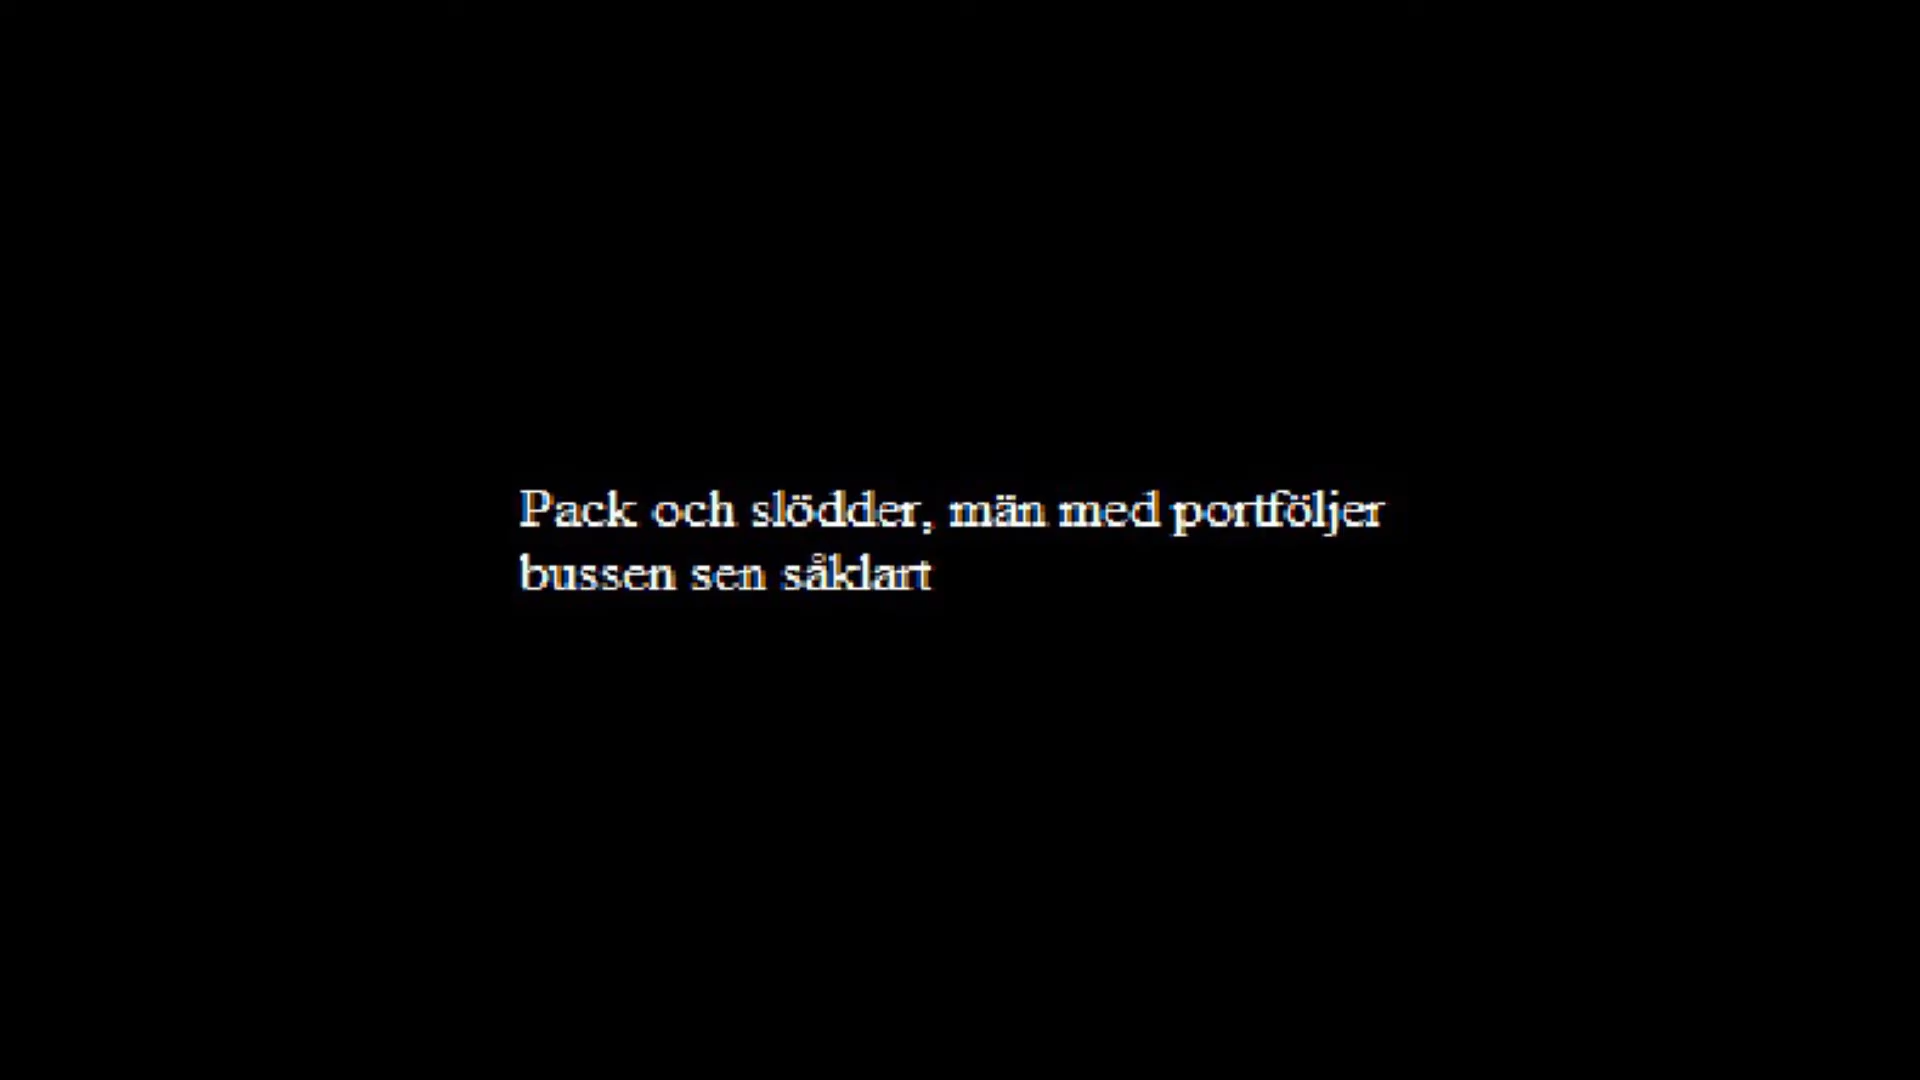 Pack och slödder, män med portföljer
bussen sen såklart